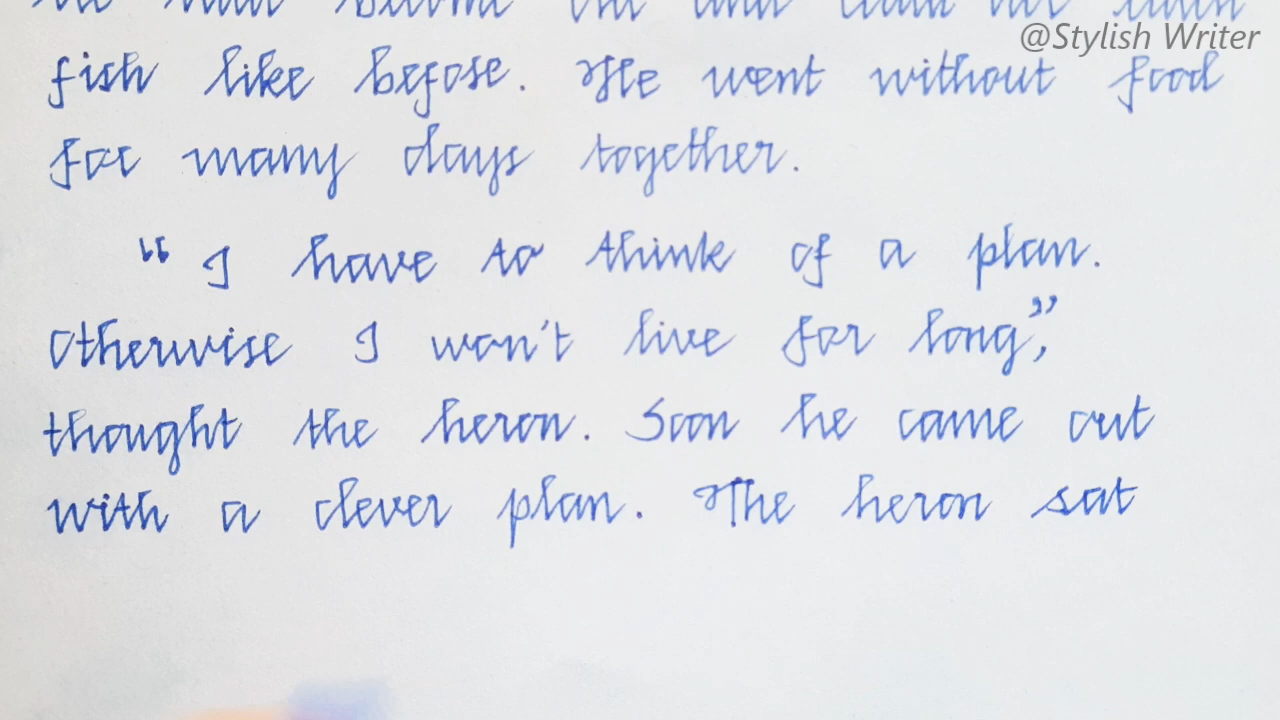 @Stylish Writer
fish like before. He went without food
for many days together.
“ I have to think of a plan.
Otherwise I won't live for long,”
thought the heron. Soon he came out
with a clever plan. The heron sat